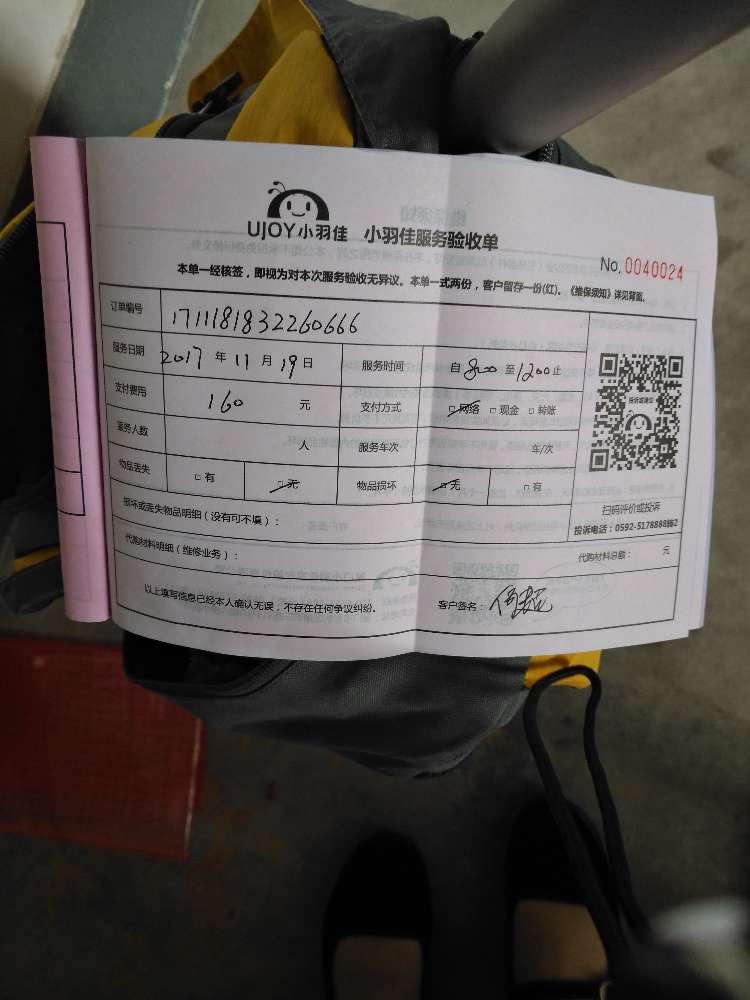 UJOY小羽佳 小羽佳服务验收单
No. 0040024
本单一经核签，即视为对本次服务验收无异议。本单一式两份，客户留存一份(红)。《维保须知》详见背面。
订单编号 1711181832260666
服务日期 2017 年 11 月 19 日 服务时间 自 800 至 1200 止
支付费用 160 元 支付方式 □ 网络 □ 现金 □ 转账
服务人数 人 服务车次 车/次
物品丢失 □ 有 □ 无 物品损坏 □ 无 □ 有
投诉或建议
扫码评价或投诉
投诉电话：0592-5178888转2
损坏或丢失物品明细（没有可不填）：
代购材料明细（维修业务）： 代购材料总额： 元
以上填写信息已经本人确认无误，不存在任何争议纠纷。 客户签名：